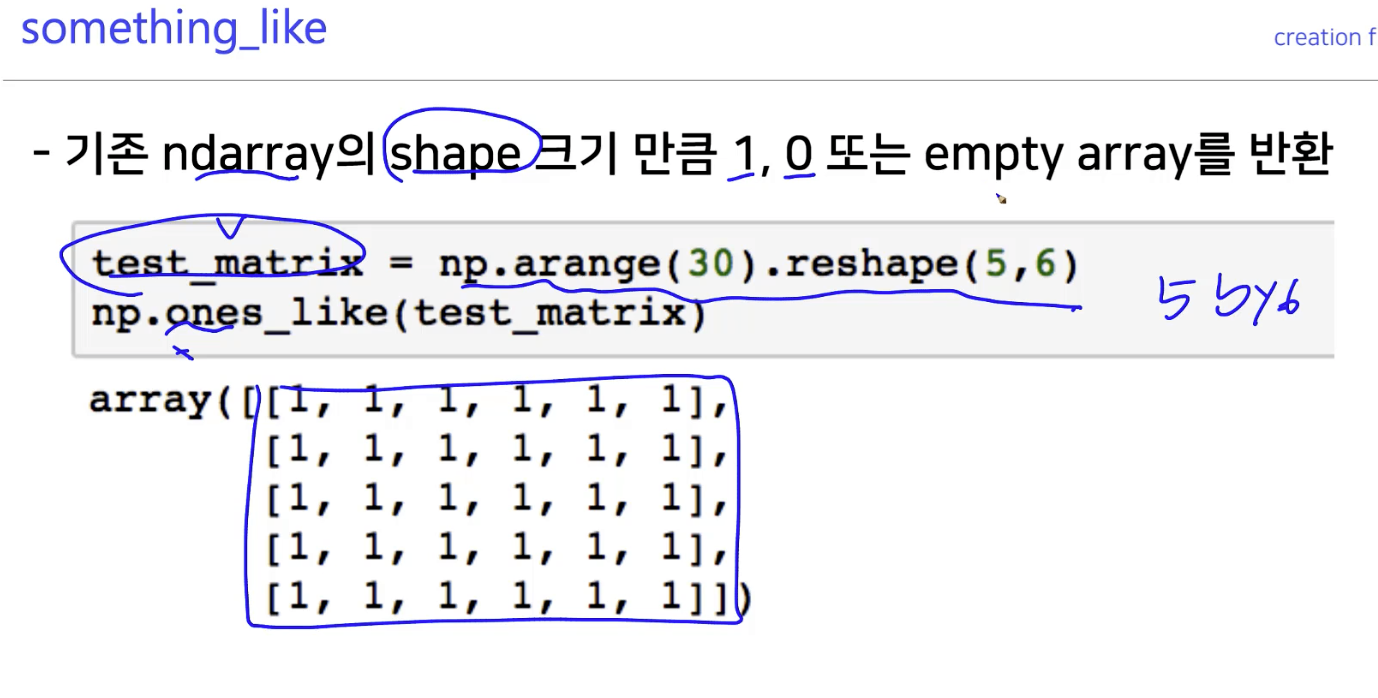 something_like
creation f
- 기존 ndarray의 shape 크기 만큼 1, 0 또는 empty array를 반환
test_matrix = np.arange(30).reshape(5,6)
np.ones_like(test_matrix)
5 by 6
array([[1, 1, 1, 1, 1, 1],
[1, 1, 1, 1, 1, 1],
[1, 1, 1, 1, 1, 1],
[1, 1, 1, 1, 1, 1],
[1, 1, 1, 1, 1, 1]])